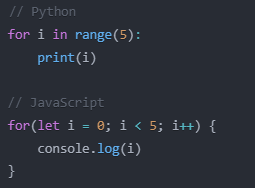 // Python
for i in range(5):
    print(i)

// JavaScript
for(let i = 0; i < 5; i++) {
    console.log(i)
}